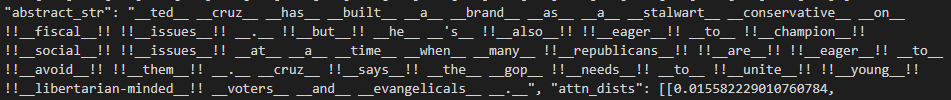 "abstract_str": "__ted__ __cruz__ __has__ __built__ __a__ __brand__ __as__ __a__ __stalwart__ __conservative__ __on__
!!__fiscal__!! !!__issues__!! __.__ !!__but__!! __he__ __'s__ !!__also__!! !!__eager__!! __to__ !!__champion__!!
!!__social__!! !!__issues__!! __at__ __a__ __time__ __when__ __many__ !!__republicans__!! !!__are__!! !!__eager__!! __to__
!!__avoid__!! !!__them__!! __.__ __cruz__ !!__says__!! __the__ __gop__ !!__needs__!! __to__ !!__unite__!! !!__young__!!
!!__libertarian-minded__!! __voters__ __and__ __evangelicals__ __.__", "attn_dists": [[0.015582229010760784,